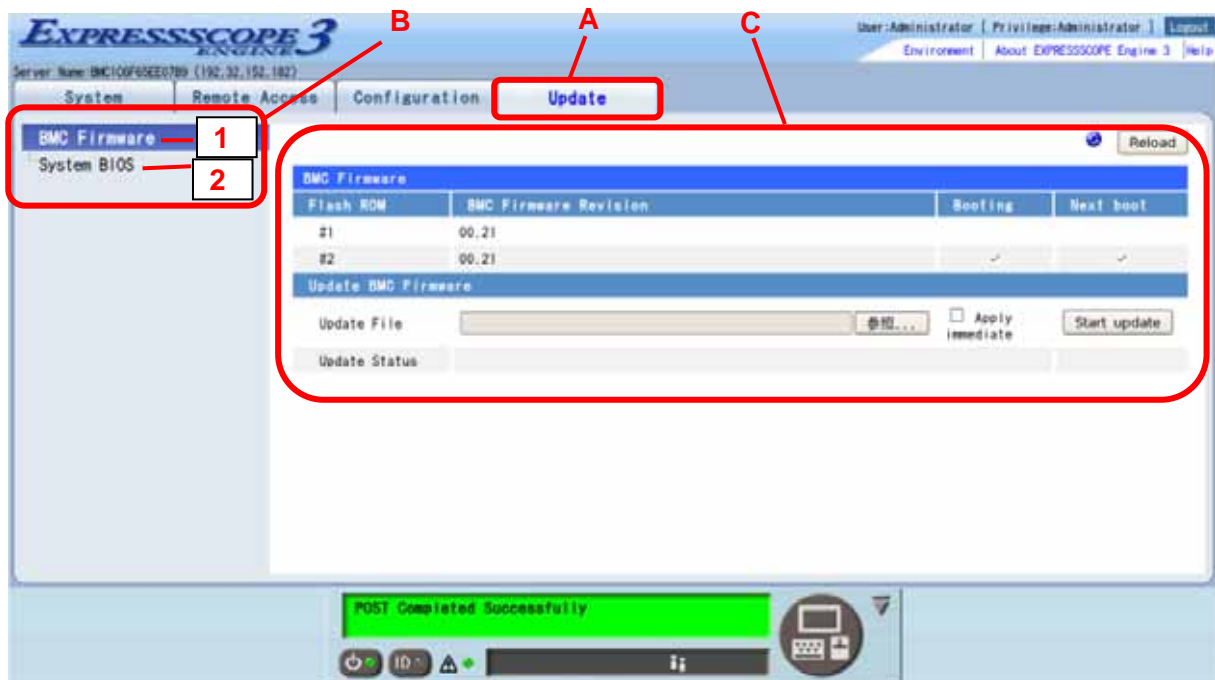 B
A
C
EXPRESSSCOPE
ENGINE 3
User:Administrator [ Privilege:Administrator ] Logout
Environment | About EXPRESSSCOPE Engine 3 | Help
Server Name:BMC100F65EE07B9 (192.32.152.182)
System Remote Access Configuration Update
BMC Firmware 1
System BIOS 2
Reload
BMC Firmware
Flash ROM BMC Firmware Revision Booting Next boot
#1 00.21
#2 00.21
Update BMC Firmware
Update File 参照... Apply immediate Start update
Update Status
POST Completed Successfully
ID